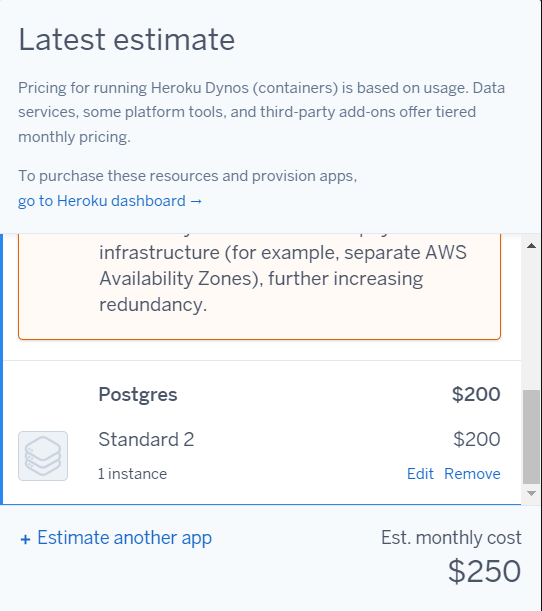 Latest estimate
Pricing for running Heroku Dynos (containers) is based on usage. Data
services, some platform tools, and third-party add-ons offer tiered
monthly pricing.
To purchase these resources and provision apps,
go to Heroku dashboard →
infrastructure (for example, separate AWS
Availability Zones), further increasing
redundancy.
Postgres $200
Standard 2 $200
1 instance Edit Remove
+ Estimate another app Est. monthly cost
$250